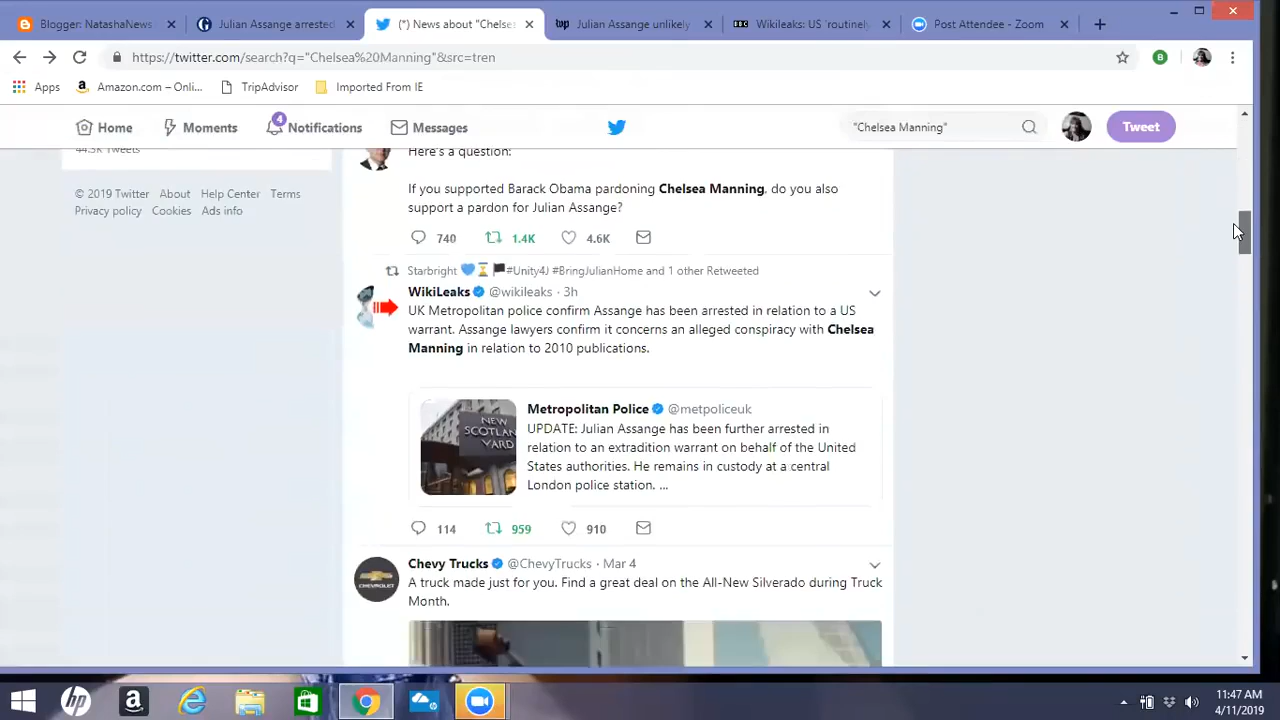 Blogger: NatashaNews
Julian Assange arrested
(*) News about "Chelse
Julian Assange unlikely
Wikileaks: US 'routinely
Post Attendee - Zoom
https://twitter.com/search?q="Chelsea%20Manning"&src=tren
B
Apps
Amazon.com – Onli...
TripAdvisor
Imported From IE
Home
Moments
4
Notifications
Messages
"Chelsea Manning"
Tweet
44.5K Tweets
© 2019 Twitter About Help Center Terms
Privacy policy Cookies Ads info
Here's a question:
If you supported Barack Obama pardoning Chelsea Manning, do you also
support a pardon for Julian Assange?
740 1.4K 4.6K
Starbright 💙⌛🏴#Unity4J #BringJulianHome and 1 other Retweeted
WikiLeaks @wikileaks · 3h
UK Metropolitan police confirm Assange has been arrested in relation to a US
warrant. Assange lawyers confirm it concerns an alleged conspiracy with Chelsea
Manning in relation to 2010 publications.
NEW
SCOTLAND
YARD
Metropolitan Police @metpoliceuk
UPDATE: Julian Assange has been further arrested in
relation to an extradition warrant on behalf of the United
States authorities. He remains in custody at a central
London police station. ...
114 959 910
CHEVROLET
Chevy Trucks @ChevyTrucks · Mar 4
A truck made just for you. Find a great deal on the All-New Silverado during Truck
Month.
11:47 AM
4/11/2019